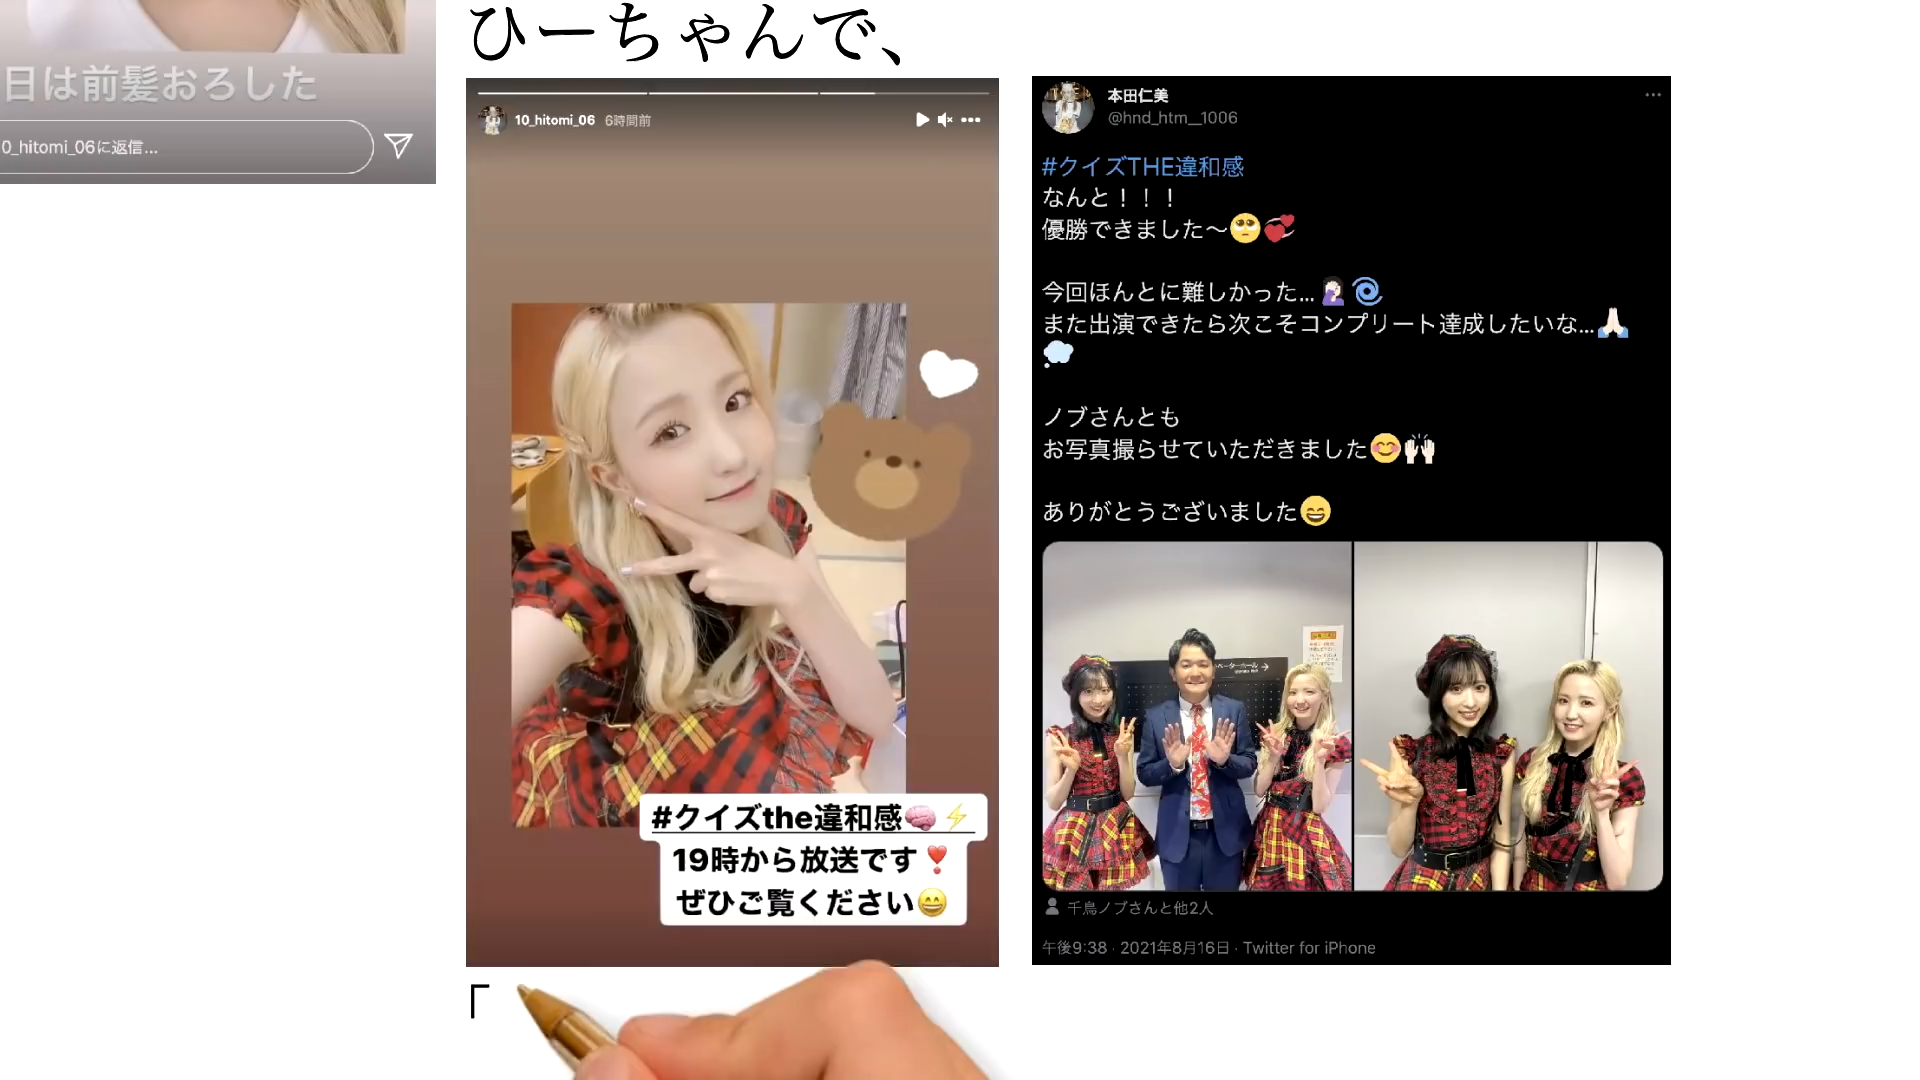 ひーちゃんで、
日は前髪おろした
0_hitomi_06に返信...
10_hitomi_06 6時間前
#クイズthe違和感🧠⚡
19時から放送です❣️
ぜひご覧ください😄
本田仁美
@hnd_htm__1006
#クイズTHE違和感
なんと！！！
優勝できました〜🥺💞
今回ほんとに難しかった...🤦🏻‍♀️🌀
また出演できたら次こそコンプリート達成したいな...🙏🏻
💭
ノブさんとも
お写真撮らせていただきました😊🙌🏻
ありがとうございました😄
ベーターホール →
千鳥ノブさんと他2人
午後9:38 · 2021年8月16日 · Twitter for iPhone
「